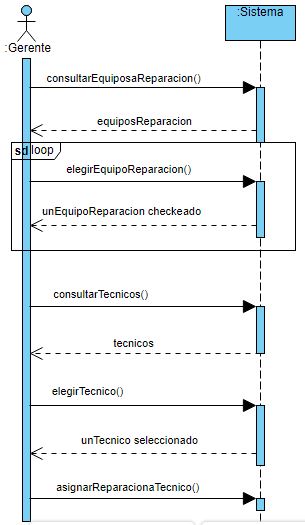 :Sistema
:Gerente
consultarEquiposaReparacion()
equiposReparacion
sd loop
elegirEquipoReparacion()
unEquipoReparacion checkeado
consultarTecnicos()
tecnicos
elegirTecnico()
unTecnico seleccionado
asignarReparacionaTecnico()